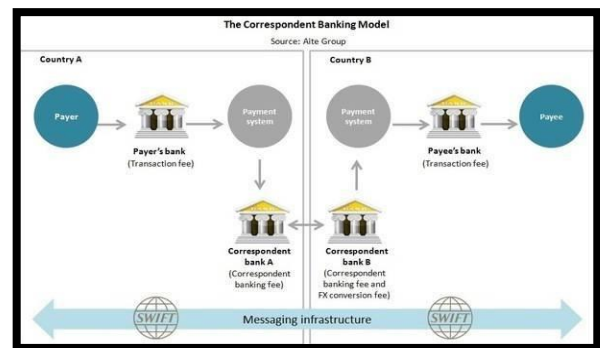 The Correspondent Banking Model
Source: Aite Group
Country A
Country B
Payer
Payer's bank
(Transaction fee)
Payment
system
Payment
system
Payee's bank
(Transaction fee)
Payee
Correspondent
bank A
(Correspondent
banking fee)
Correspondent
bank B
(Correspondent
banking fee and
FX conversion fee)
SWIFT
Messaging infrastructure
SWIFT